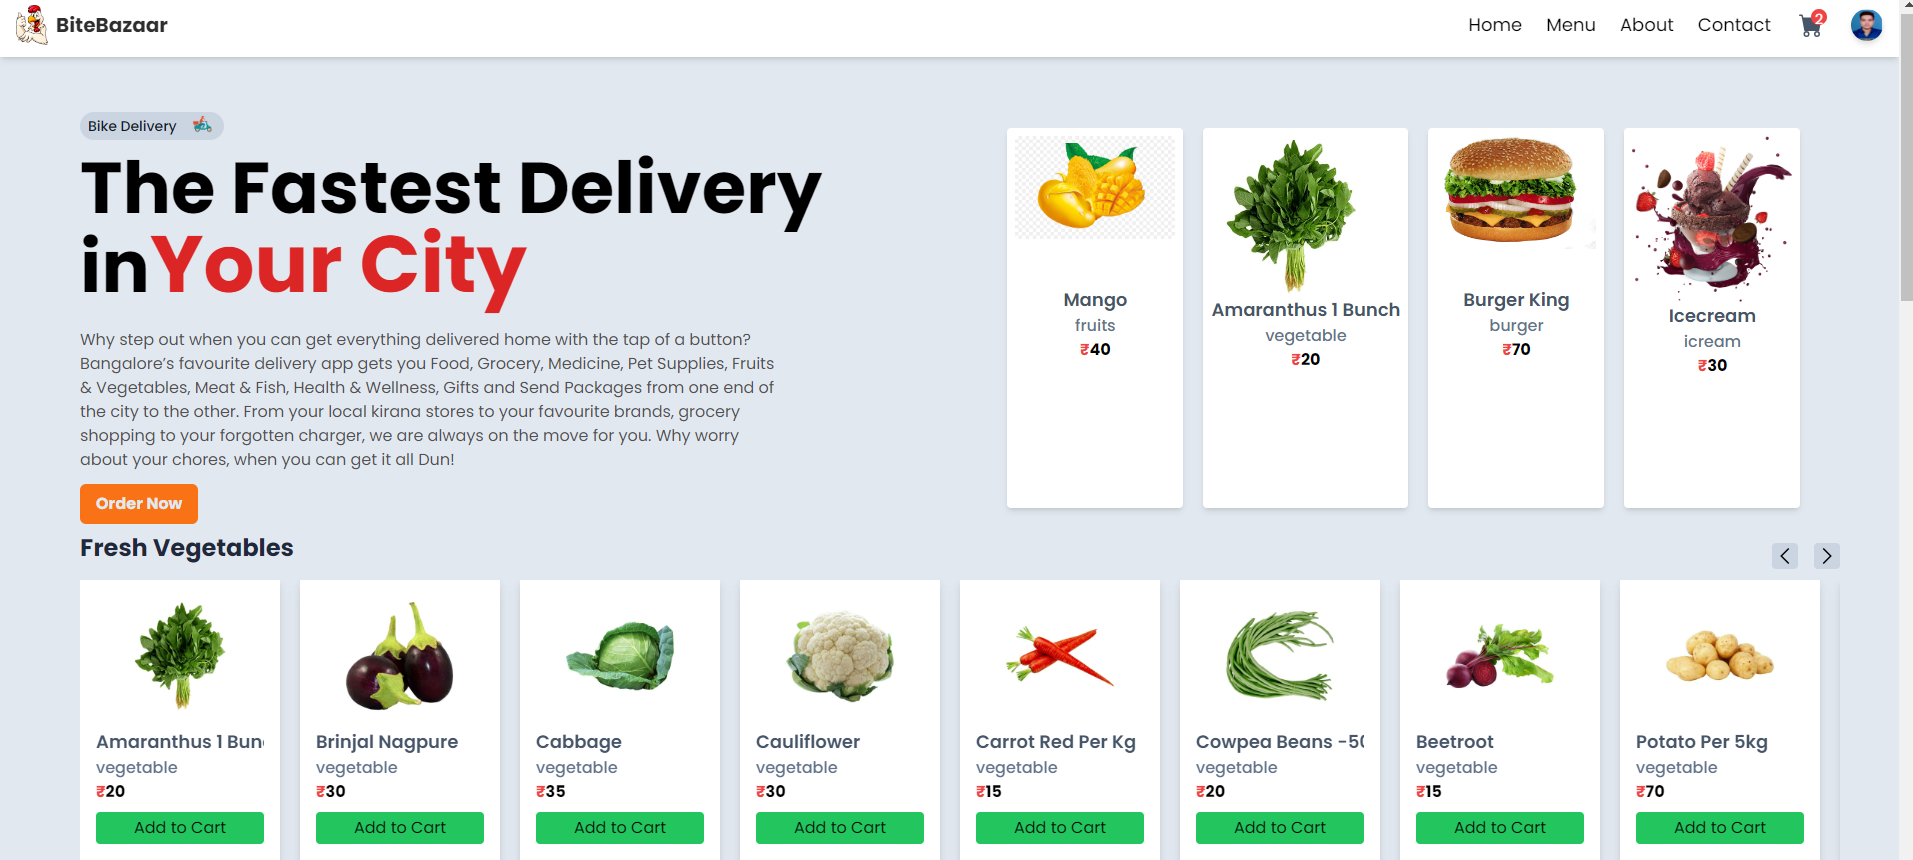 BiteBazaar
Home Menu About Contact 2
Bike Delivery
The Fastest Delivery
inYour City
Why step out when you can get everything delivered home with the tap of a button?
Bangalore’s favourite delivery app gets you Food, Grocery, Medicine, Pet Supplies, Fruits
& Vegetables, Meat & Fish, Health & Wellness, Gifts and Send Packages from one end of
the city to the other. From your local kirana stores to your favourite brands, grocery
shopping to your forgotten charger, we are always on the move for you. Why worry
about your chores, when you can get it all Dun!
Order Now
Mango
fruits
₹40
Amaranthus 1 Bunch
vegetable
₹20
Burger King
burger
₹70
Icecream
icream
₹30
Fresh Vegetables
Amaranthus 1 Bun
vegetable
₹20
Add to Cart
Brinjal Nagpure
vegetable
₹30
Add to Cart
Cabbage
vegetable
₹35
Add to Cart
Cauliflower
vegetable
₹30
Add to Cart
Carrot Red Per Kg
vegetable
₹15
Add to Cart
Cowpea Beans -50
vegetable
₹20
Add to Cart
Beetroot
vegetable
₹15
Add to Cart
Potato Per 5kg
vegetable
₹70
Add to Cart